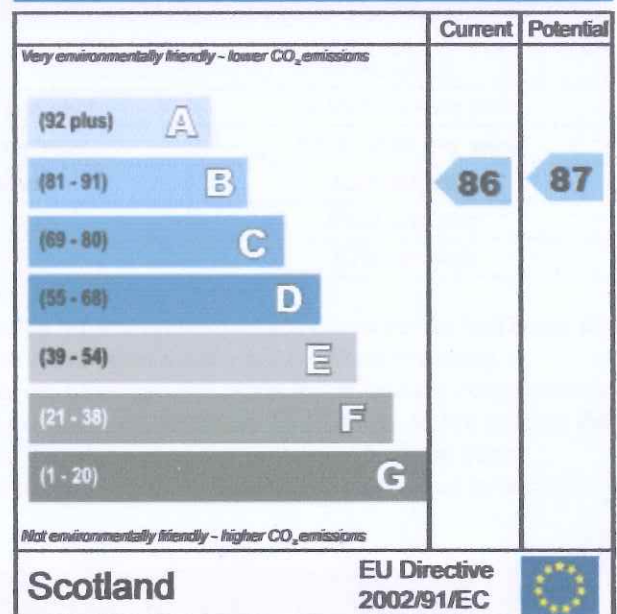 Current Potential
Very environmentally friendly - lower CO₂ emissions
(92 plus) A
(81 - 91) B 86 87
(69 - 80) C
(55 - 68) D
(39 - 54) E
(21 - 38) F
(1 - 20) G
Not environmentally friendly - higher CO₂ emissions
Scotland EU Directive
2002/91/EC